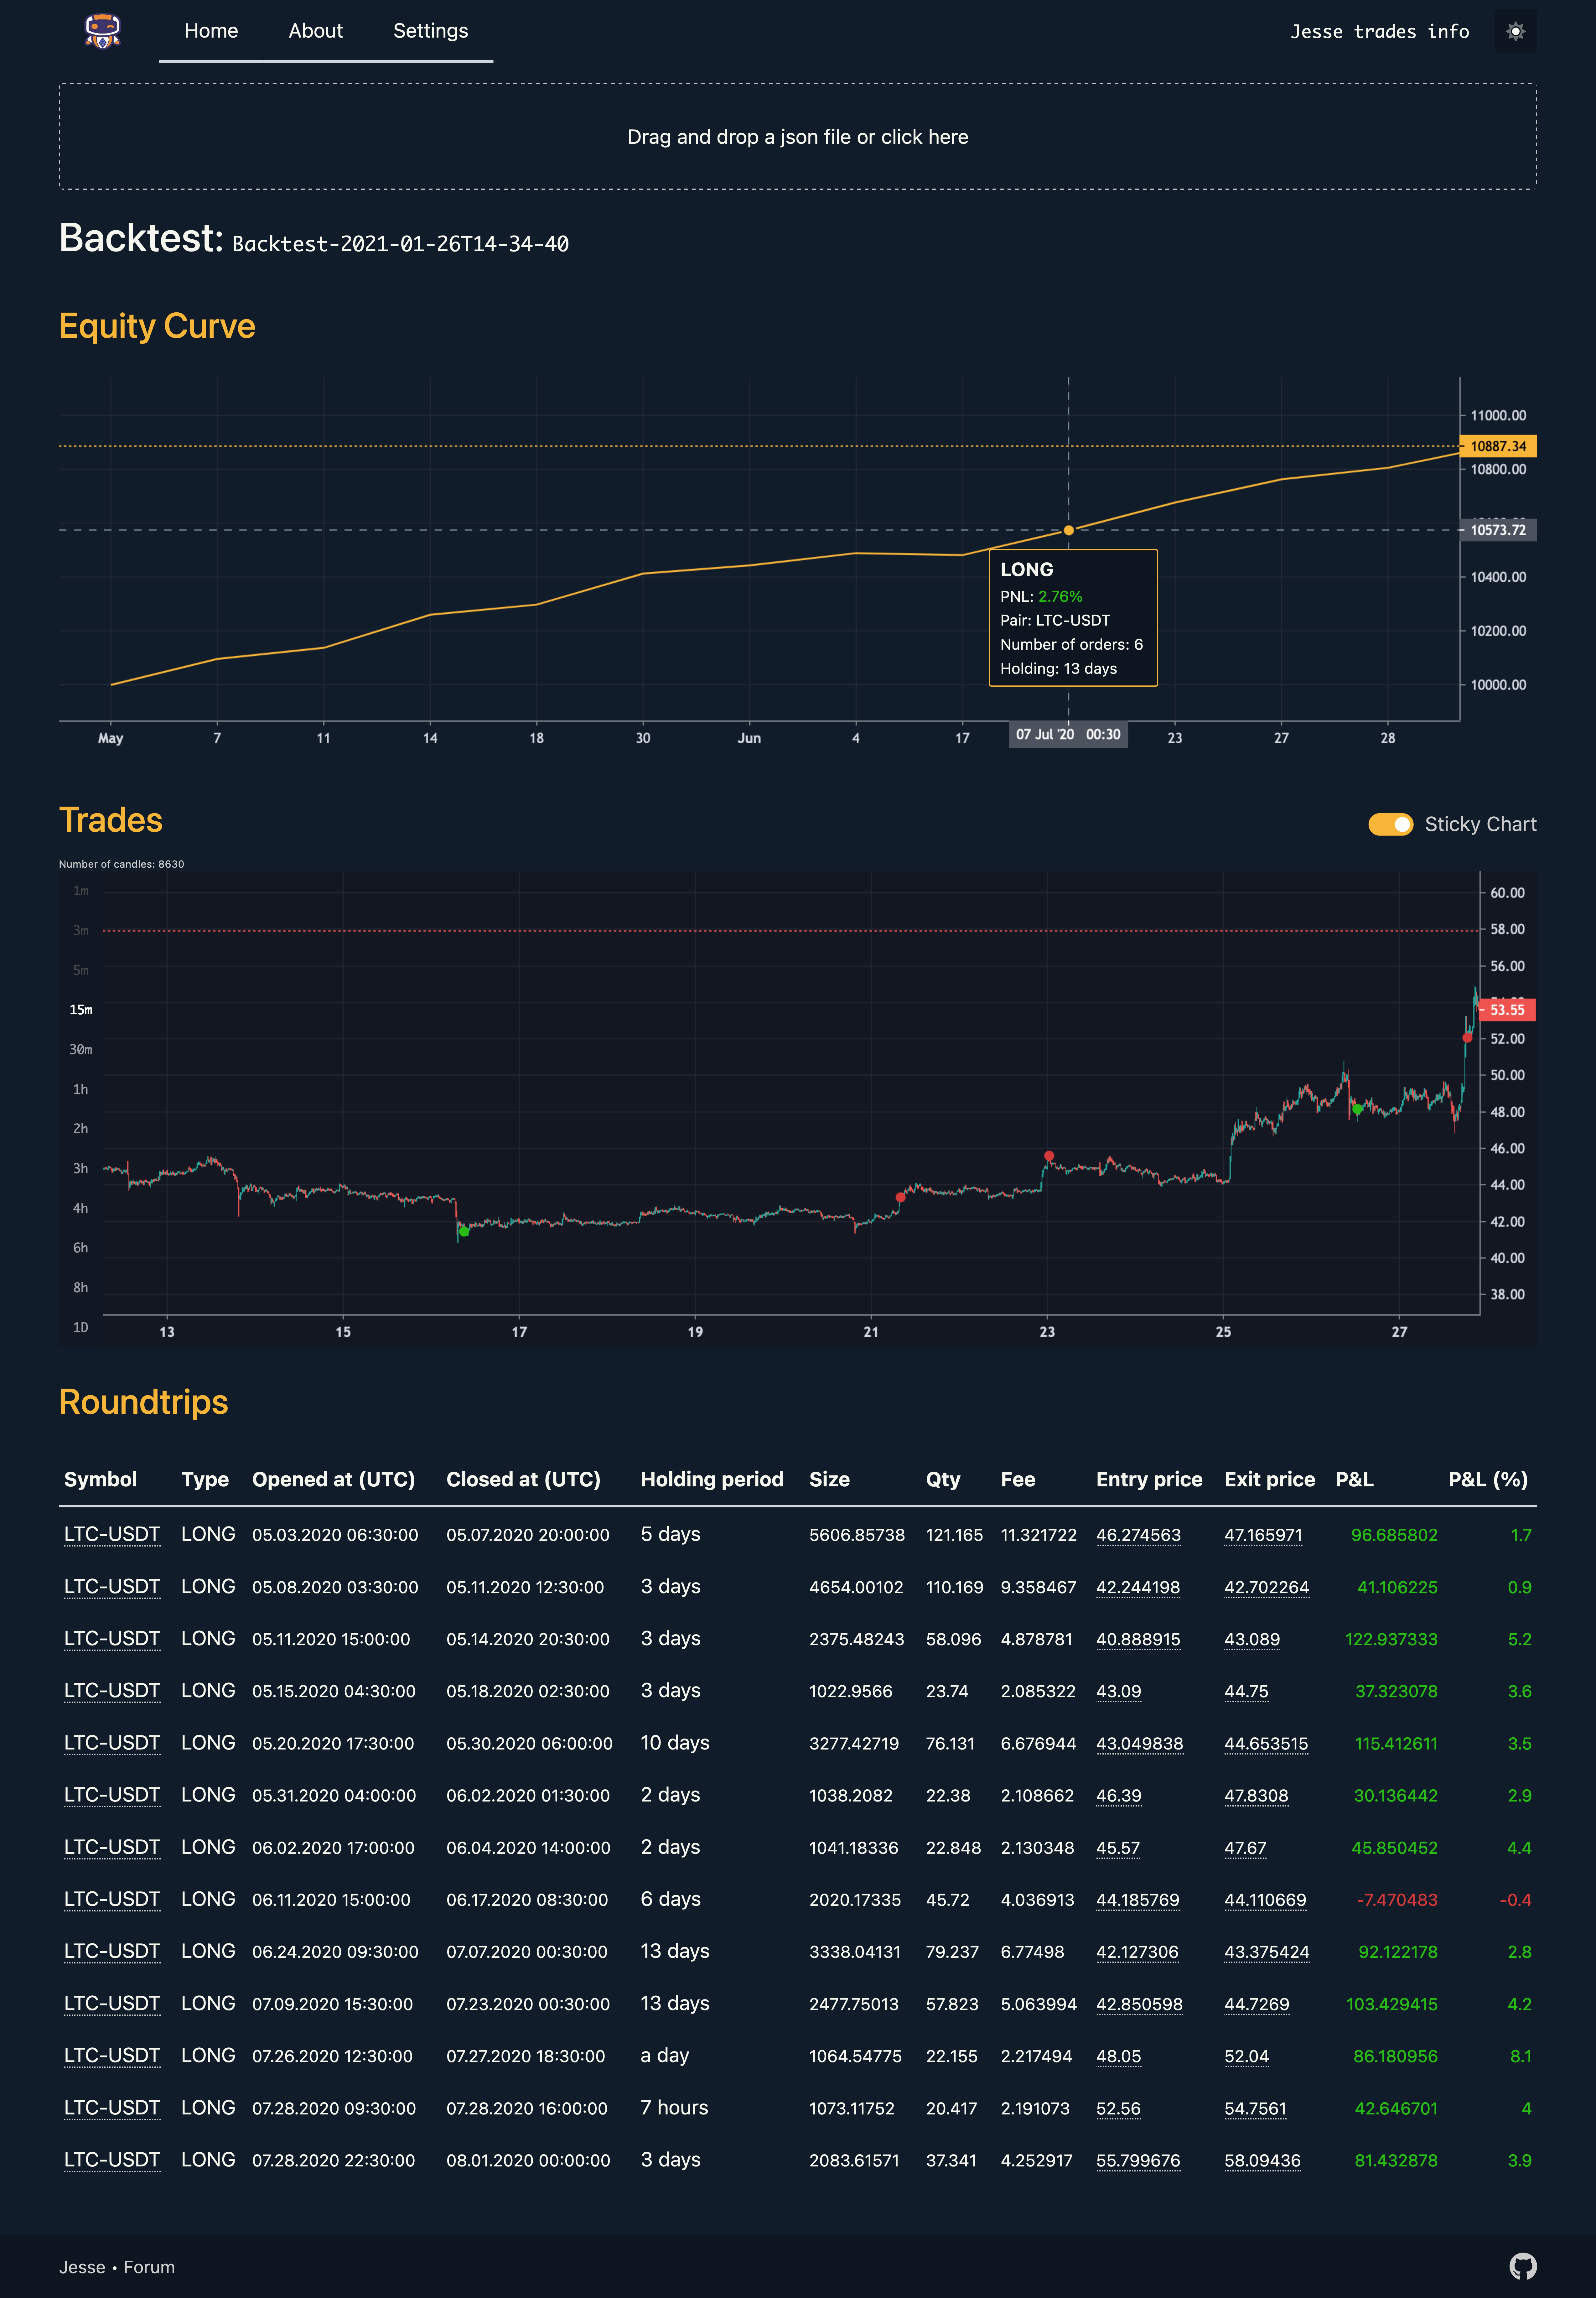 Home About Settings Jesse trades info
Drag and drop a json file or click here
Backtest: Backtest-2021-01-26T14-34-40
Equity Curve
11000.00
10887.34
10800.00
10573.72
10400.00
10200.00
10000.00
LONG
PNL: 2.76%
Pair: LTC-USDT
Number of orders: 6
Holding: 13 days
May 7 11 14 18 30 Jun 4 17 07 Jul '20 00:30 23 27 28
Trades Sticky Chart
Number of candles: 8630
1m
3m
5m
15m
30m
1h
2h
3h
4h
6h
8h
1D
60.00
58.00
56.00
53.55
52.00
50.00
48.00
46.00
44.00
42.00
40.00
38.00
13 15 17 19 21 23 25 27
Roundtrips
Symbol Type Opened at (UTC) Closed at (UTC) Holding period Size Qty Fee Entry price Exit price P&L P&L (%)
LTC-USDT LONG 05.03.2020 06:30:00 05.07.2020 20:00:00 5 days 5606.85738 121.165 11.321722 46.274563 47.165971 96.685802 1.7
LTC-USDT LONG 05.08.2020 03:30:00 05.11.2020 12:30:00 3 days 4654.00102 110.169 9.358467 42.244198 42.702264 41.106225 0.9
LTC-USDT LONG 05.11.2020 15:00:00 05.14.2020 20:30:00 3 days 2375.48243 58.096 4.878781 40.888915 43.089 122.937333 5.2
LTC-USDT LONG 05.15.2020 04:30:00 05.18.2020 02:30:00 3 days 1022.9566 23.74 2.085322 43.09 44.75 37.323078 3.6
LTC-USDT LONG 05.20.2020 17:30:00 05.30.2020 06:00:00 10 days 3277.42719 76.131 6.676944 43.049838 44.653515 115.412611 3.5
LTC-USDT LONG 05.31.2020 04:00:00 06.02.2020 01:30:00 2 days 1038.2082 22.38 2.108662 46.39 47.8308 30.136442 2.9
LTC-USDT LONG 06.02.2020 17:00:00 06.04.2020 14:00:00 2 days 1041.18336 22.848 2.130348 45.57 47.67 45.850452 4.4
LTC-USDT LONG 06.11.2020 15:00:00 06.17.2020 08:30:00 6 days 2020.17335 45.72 4.036913 44.185769 44.110669 -7.470483 -0.4
LTC-USDT LONG 06.24.2020 09:30:00 07.07.2020 00:30:00 13 days 3338.04131 79.237 6.77498 42.127306 43.375424 92.122178 2.8
LTC-USDT LONG 07.09.2020 15:30:00 07.23.2020 00:30:00 13 days 2477.75013 57.823 5.063994 42.850598 44.7269 103.429415 4.2
LTC-USDT LONG 07.26.2020 12:30:00 07.27.2020 18:30:00 a day 1064.54775 22.155 2.217494 48.05 52.04 86.180956 8.1
LTC-USDT LONG 07.28.2020 09:30:00 07.28.2020 16:00:00 7 hours 1073.11752 20.417 2.191073 52.56 54.7561 42.646701 4
LTC-USDT LONG 07.28.2020 22:30:00 08.01.2020 00:00:00 3 days 2083.61571 37.341 4.252917 55.799676 58.09436 81.432878 3.9
Jesse • Forum